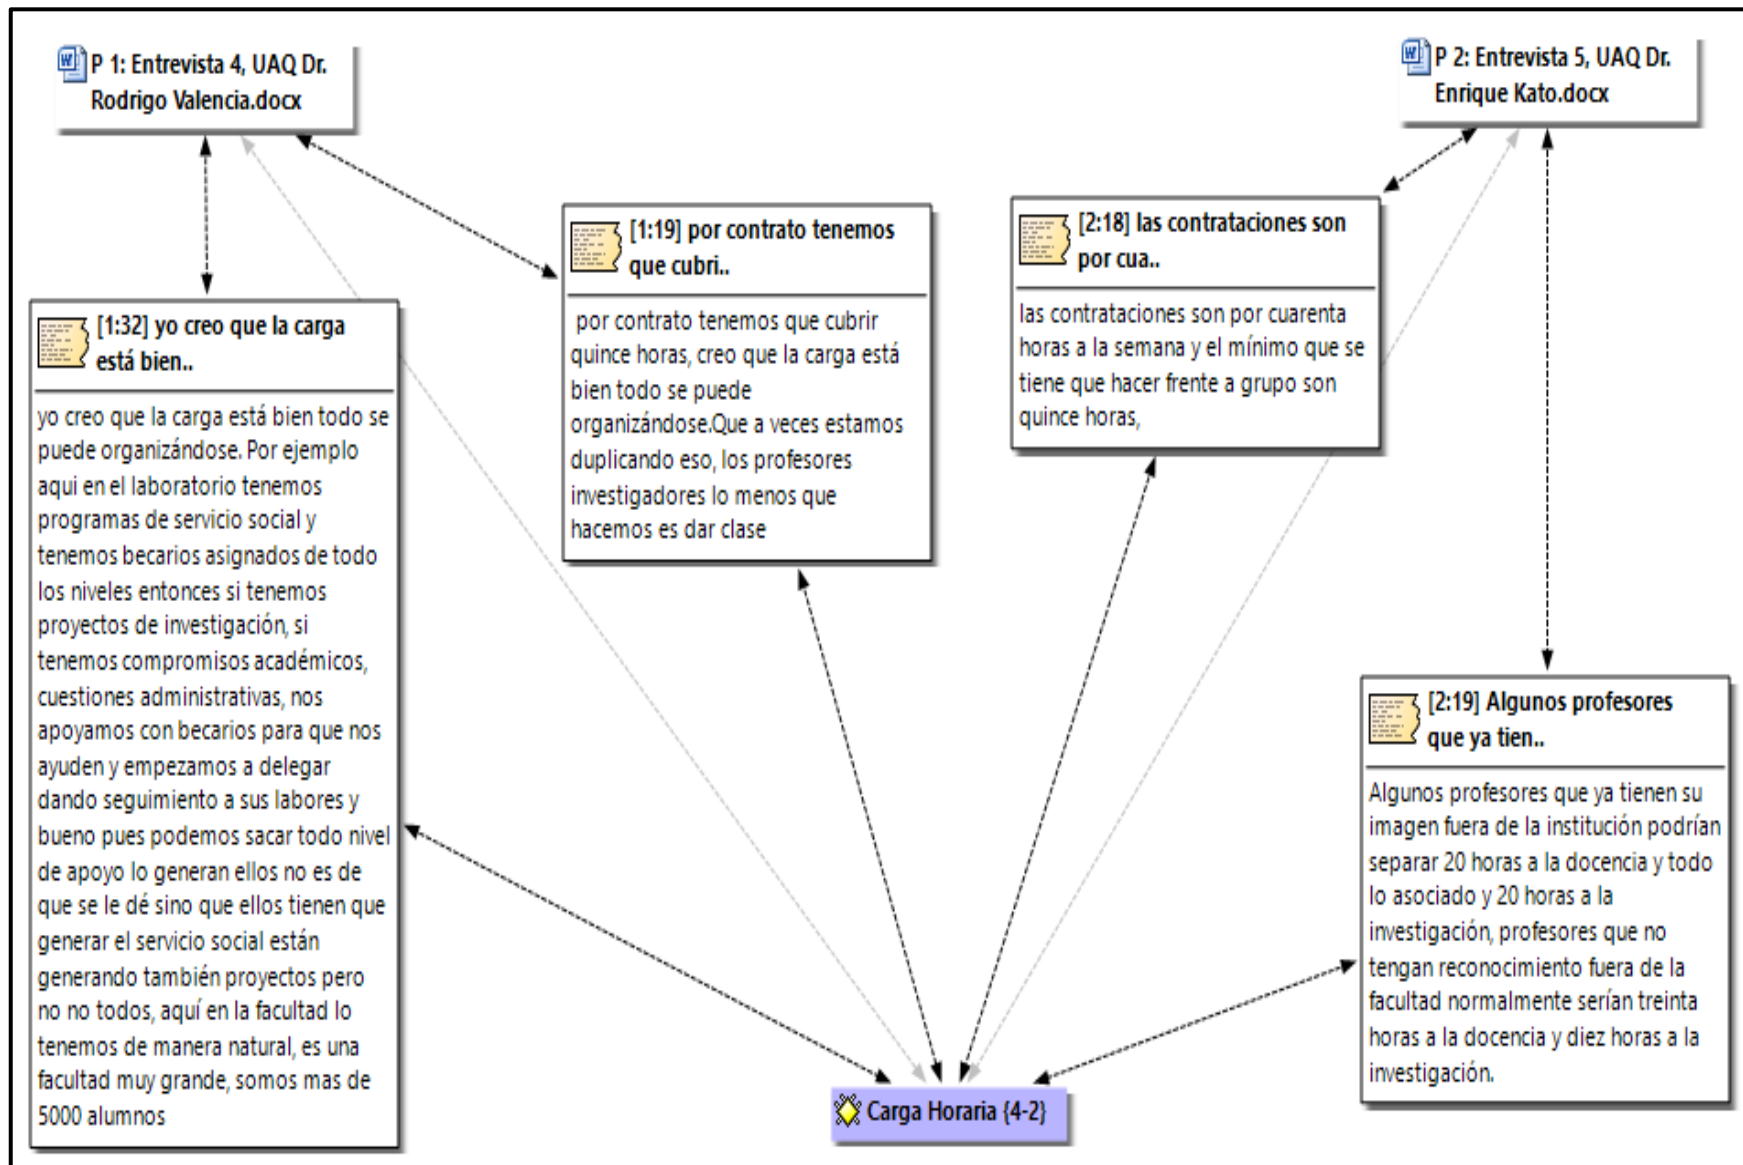 P 1: Entrevista 4, UAQ Dr.
Rodrigo Valencia.docx
P 2: Entrevista 5, UAQ Dr.
Enrique Kato.docx
[1:32] yo creo que la carga
está bien..
yo creo que la carga está bien todo se
puede organizándose. Por ejemplo
aqui en el laboratorio tenemos
programas de servicio social y
tenemos becarios asignados de todo
los niveles entonces si tenemos
proyectos de investigación, si
tenemos compromisos académicos,
cuestiones administrativas, nos
apoyamos con becarios para que nos
ayuden y empezamos a delegar
dando seguimiento a sus labores y
bueno pues podemos sacar todo nivel
de apoyo lo generan ellos no es de
que se le dé sino que ellos tienen que
generar el servicio social están
generando también proyectos pero
no no todos, aquí en la facultad lo
tenemos de manera natural, es una
facultad muy grande, somos mas de
5000 alumnos
[1:19] por contrato tenemos
que cubri..
por contrato tenemos que cubrir
quince horas, creo que la carga está
bien todo se puede
organizándose.Que a veces estamos
duplicando eso, los profesores
investigadores lo menos que
hacemos es dar clase
[2:18] las contrataciones son
por cua..
las contrataciones son por cuarenta
horas a la semana y el mínimo que se
tiene que hacer frente a grupo son
quince horas,
[2:19] Algunos profesores
que ya tien..
Algunos profesores que ya tienen su
imagen fuera de la institución podrían
separar 20 horas a la docencia y todo
lo asociado y 20 horas a la
investigación, profesores que no
tengan reconocimiento fuera de la
facultad normalmente serían treinta
horas a la docencia y diez horas a la
investigación.
Carga Horaria {4-2}